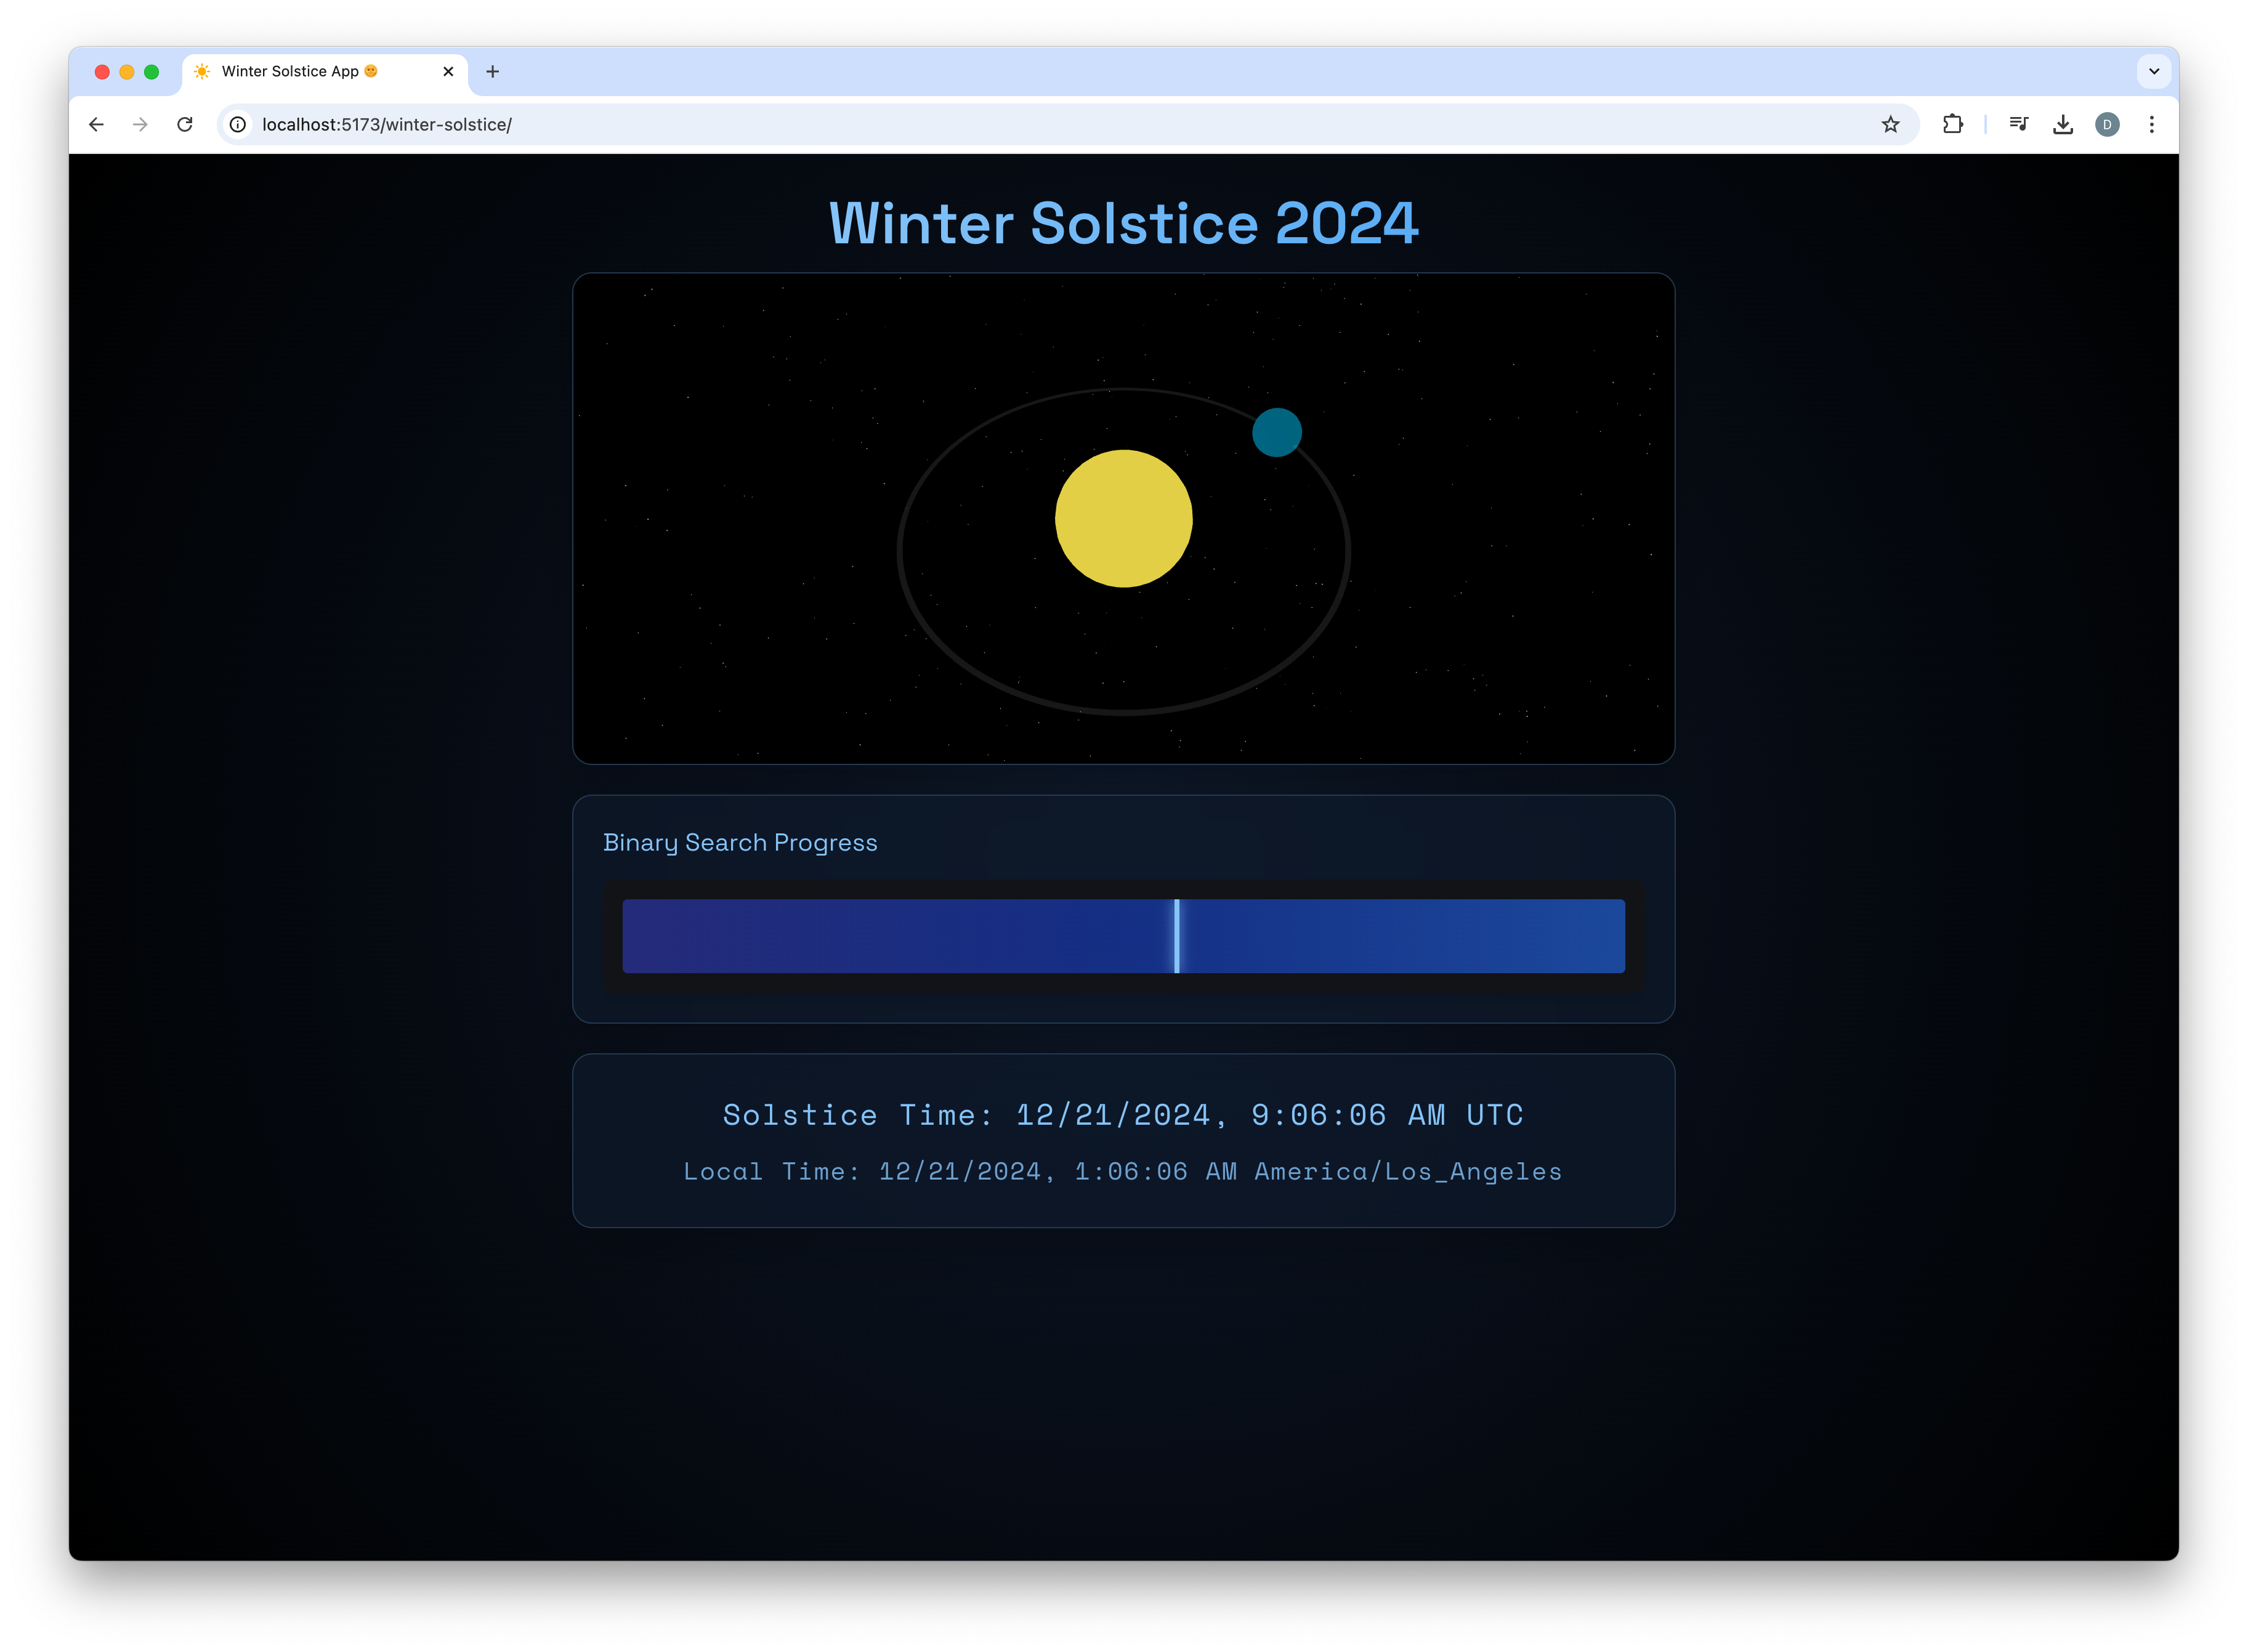 Winter Solstice App 🌞
localhost:5173/winter-solstice/
D
Winter Solstice 2024
Binary Search Progress
Solstice Time: 12/21/2024, 9:06:06 AM UTC
Local Time: 12/21/2024, 1:06:06 AM America/Los_Angeles